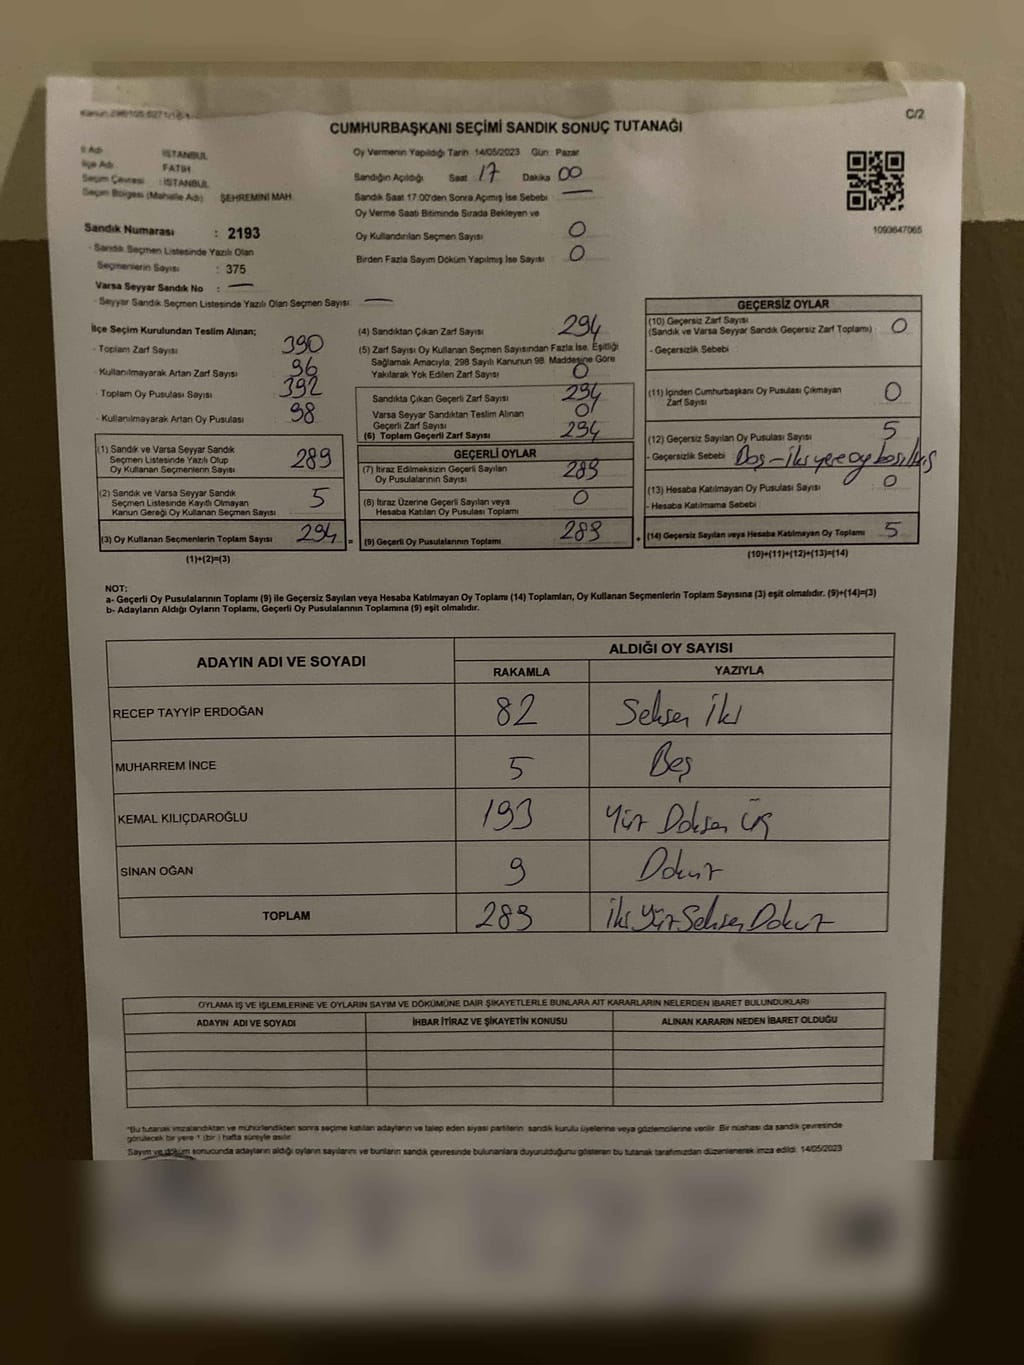 C/2
CUMHURBAŞKANI SEÇİMİ SANDIK SONUÇ TUTANAĞI
İl Adı : İSTANBUL
İlçe Adı FATİH
Seçim Çevresi : İSTANBUL
Seçim Bölgesi (Mahalle Adı) ŞEHREMİNİ MAH.
Sandık Numarası : 2193
- Sandık Seçmen Listesinde Yazılı Olan
Seçmenlerin Sayısı : 375
Varsa Seyyar Sandık No : —
- Seyyar Sandık Seçmen Listesinde Yazılı Olan Seçmen Sayısı: —
Oy Vermenin Yapıldığı Tarih 14/05/2023 Gün: Pazar
Sandığın Açıldığı Saat 17 Dakika 00
Sandık Saat 17:00'den Sonra Açımış İse Sebebi —
Oy Verme Saati Bitiminde Sırada Bekleyen ve
Oy Kullandırılan Seçmen Sayısı 0
Birden Fazla Sayım Döküm Yapılmış İse Sayısı 0
1093647065
İlçe Seçim Kurulundan Teslim Alınan;
- Toplam Zarf Sayısı 390
- Kullanılmayarak Artan Zarf Sayısı 96
- Toplam Oy Pusulası Sayısı 392
- Kullanılmayarak Artan Oy Pusulası 98
(1) Sandık ve Varsa Seyyar Sandık
Seçmen Listesinde Yazılı Olup
Oy Kullanan Seçmenlerin Sayısı 289
(2) Sandık ve Varsa Seyyar Sandık
Seçmen Listesinde Kayıtlı Olmayan
Kanun Gereği Oy Kullanan Seçmen Sayısı 5
(3) Oy Kullanan Seçmenlerin Toplam Sayısı 294 =
(1)+(2)=(3)
(4) Sandıktan Çıkan Zarf Sayısı 294
(5) Zarf Sayısı Oy Kullanan Seçmen Sayısından Fazla İse, Eşitliği
Sağlamak Amacıyla, 298 Sayılı Kanunun 98. Maddesine Göre
Yakılarak Yok Edilen Zarf Sayısı 0
Sandıkta Çıkan Geçerli Zarf Sayısı 294
Varsa Seyyar Sandıktan Teslim Alınan
Geçerli Zarf Sayısı 0
(6) Toplam Geçerli Zarf Sayısı 294
GEÇERLİ OYLAR
(7) İtiraz Edilmeksizin Geçerli Sayılan
Oy Pusulalarının Sayısı 289
(8) İtiraz Üzerine Geçerli Sayılan veya
Hesaba Katılan Oy Pusulası Toplamı 0
(9) Geçerli Oy Pusulalarının Toplamı 289 +
GEÇERSİZ OYLAR
(10) Geçersiz Zarf Sayısı
(Sandık ve Varsa Seyyar Sandık Geçersiz Zarf Toplamı) 0
- Geçersizlik Sebebi
(11) İçinden Cumhurbaşkanı Oy Pusulası Çıkmayan
Zarf Sayısı 0
(12) Geçersiz Sayılan Oy Pusulası Sayısı 5
- Geçersizlik Sebebi Boş - İki yere oy basılmış
(13) Hesaba Katılmayan Oy Pusulası Sayısı 0
- Hesaba Katılmama Sebebi
(14) Geçersiz Sayılan veya Hesaba Katılmayan Oy Toplamı 5
(10)+(11)+(12)+(13)=(14)
NOT:
a- Geçerli Oy Pusulalarının Toplamı (9) ile Geçersiz Sayılan veya Hesaba Katılmayan Oy Toplamı (14) Toplamları, Oy Kullanan Seçmenlerin Toplam Sayısına (3) eşit olmalıdır. (9)+(14)=(3)
b- Adayların Aldığı Oyların Toplamı, Geçerli Oy Pusulalarının Toplamına (9) eşit olmalıdır.
ADAYIN ADI VE SOYADI ALDIĞI OY SAYISI
RAKAMLA YAZIYLA
RECEP TAYYİP ERDOĞAN 82 Seksen İki
MUHARREM İNCE 5 Beş
KEMAL KILIÇDAROĞLU 193 Yüz Doksan Üç
SİNAN OĞAN 9 Dokuz
TOPLAM 289 İki Yüz Seksen Dokuz
OYLAMA İŞ VE İŞLEMLERİNE VE OYLARIN SAYIM VE DÖKÜMÜNE DAİR ŞİKAYETLERLE BUNLARA AİT KARARLARIN NELERDEN İBARET BULUNDUKLARI
ADAYIN ADI VE SOYADI İHBAR İTİRAZ VE ŞİKAYETİN KONUSU ALINAN KARARIN NEDEN İBARET OLDUĞU
"Bu tutanak imzalandıktan ve mühürlendikten sonra seçime katılan adayların ve talep eden siyasi partilerin sandık kurulu üyelerine veya gözlemcilerine verilir. Bir nüshası da sandık çevresinde
görülecek bir yere 1 (bir) hafta süreyle asılır.
Sayım ve döküm sonucunda adayların aldığı oyların sayılarını ve bunların sandık çevresinde bulunanlara duyurulduğunu gösteren bu tutanak tarafımızdan düzenlenerek imza edildi. 14/05/2023